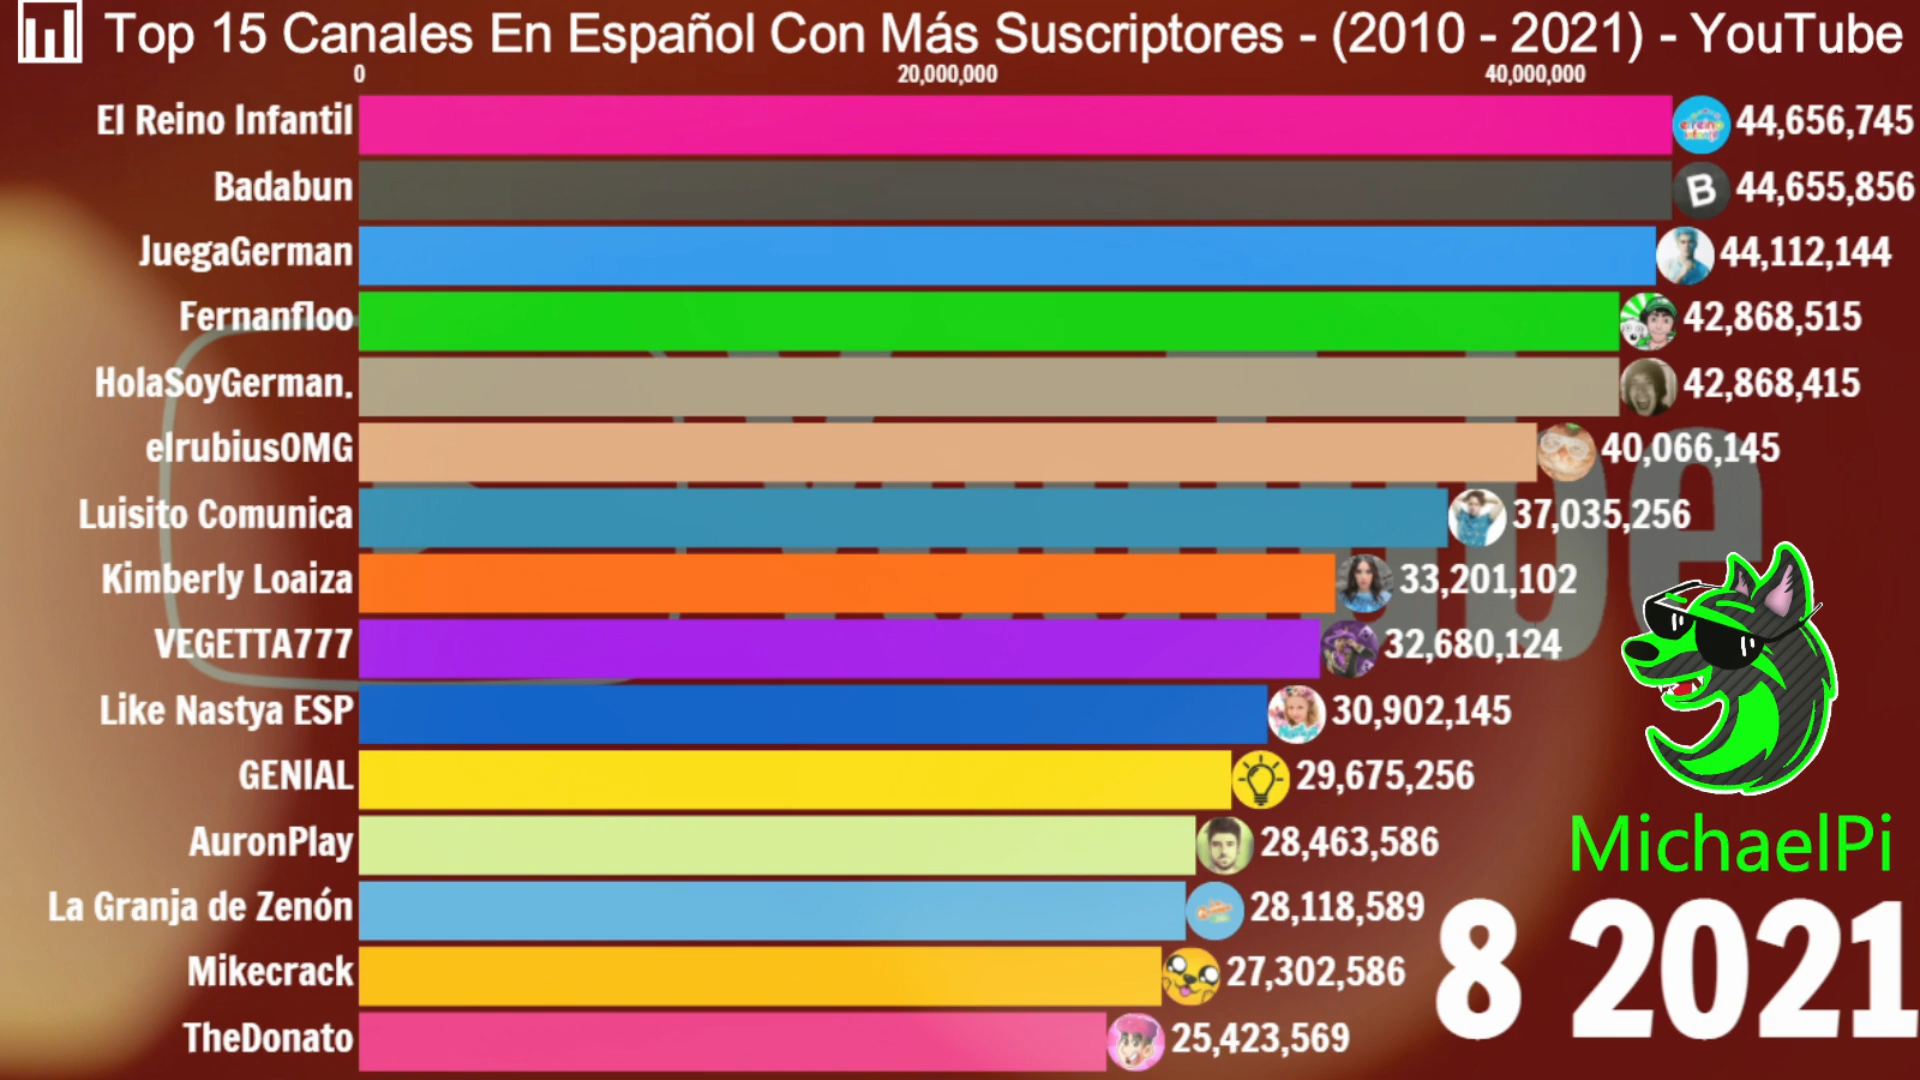 Top 15 Canales En Español Con Más Suscriptores - (2010 - 2021) - YouTube
0 20,000,000 40,000,000
El Reino Infantil 44,656,745
Badabun B 44,655,856
JuegaGerman 44,112,144
Fernanfloo 42,868,515
HolaSoyGerman. 42,868,415
elrubiusOMG 40,066,145
Luisito Comunica 37,035,256
Kimberly Loaiza 33,201,102
VEGETTA777 32,680,124
Like Nastya ESP 30,902,145
GENIAL 29,675,256
AuronPlay 28,463,586
La Granja de Zenón 28,118,589
Mikecrack 27,302,586
TheDonato 25,423,569
MichaelPi
8 2021